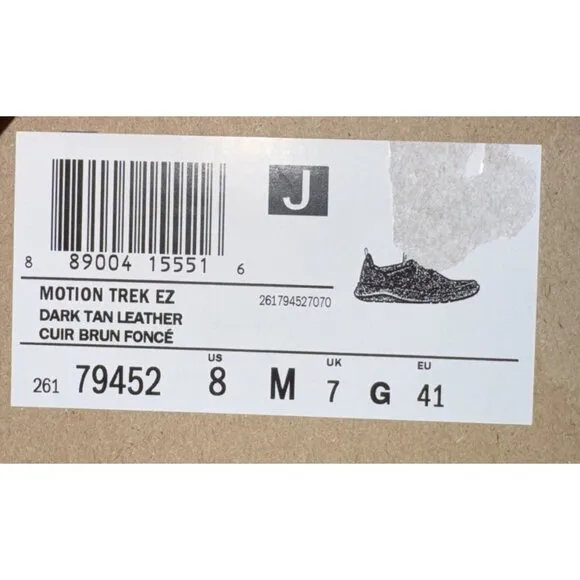 J
8 89004 15551 6
MOTION TREK EZ
261794527070
DARK TAN LEATHER
CUIR BRUN FONCÉ
US UK EU
261 79452 8 M 7 G 41